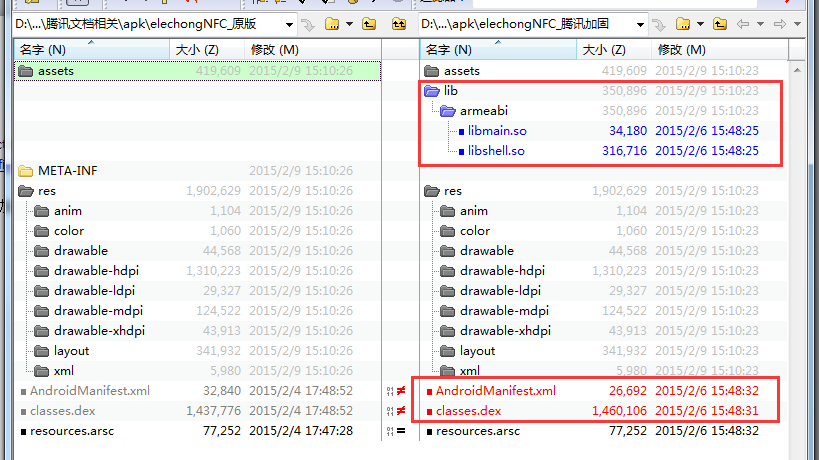 D:\...\腾讯文档相关\apk\elechongNFC_原版
D:\...\apk\elechongNFC_腾讯加固
名字 (N) 大小 (Z) 修改 (M) 名字 (N) 大小 (Z) 修改 (M)
assets 419,609 2015/2/9 15:10:26 assets 419,609 2015/2/9 15:10:23
lib 350,896 2015/2/9 15:10:23
armeabi 350,896 2015/2/9 15:10:23
libmain.so 34,180 2015/2/6 15:48:25
libshell.so 316,716 2015/2/6 15:48:25
META-INF 2015/2/9 15:10:26
res 1,902,629 2015/2/9 15:10:26 res 1,902,629 2015/2/9 15:10:23
anim 1,104 2015/2/9 15:10:26 anim 1,104 2015/2/9 15:10:23
color 1,060 2015/2/9 15:10:26 color 1,060 2015/2/9 15:10:23
drawable 44,568 2015/2/9 15:10:26 drawable 44,568 2015/2/9 15:10:23
drawable-hdpi 1,310,223 2015/2/9 15:10:26 drawable-hdpi 1,310,223 2015/2/9 15:10:23
drawable-ldpi 29,327 2015/2/9 15:10:26 drawable-ldpi 29,327 2015/2/9 15:10:23
drawable-mdpi 124,522 2015/2/9 15:10:26 drawable-mdpi 124,522 2015/2/9 15:10:23
drawable-xhdpi 43,913 2015/2/9 15:10:26 drawable-xhdpi 43,913 2015/2/9 15:10:23
layout 341,932 2015/2/9 15:10:26 layout 341,932 2015/2/9 15:10:23
xml 5,980 2015/2/9 15:10:26 xml 5,980 2015/2/9 15:10:23
AndroidManifest.xml 32,840 2015/2/4 17:48:52 ≠ AndroidManifest.xml 26,692 2015/2/6 15:48:32
classes.dex 1,437,776 2015/2/4 17:48:52 ≠ classes.dex 1,460,106 2015/2/6 15:48:31
resources.arsc 77,252 2015/2/4 17:47:28 = resources.arsc 77,252 2015/2/6 15:48:32